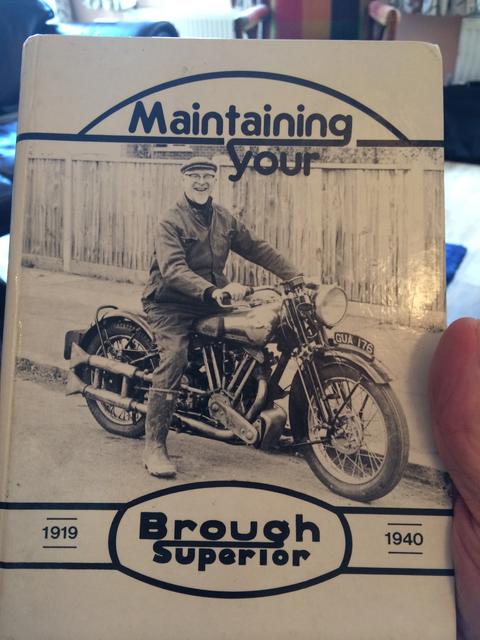 Maintaining
your
GUA 176
1919
Brough
Superior
1940